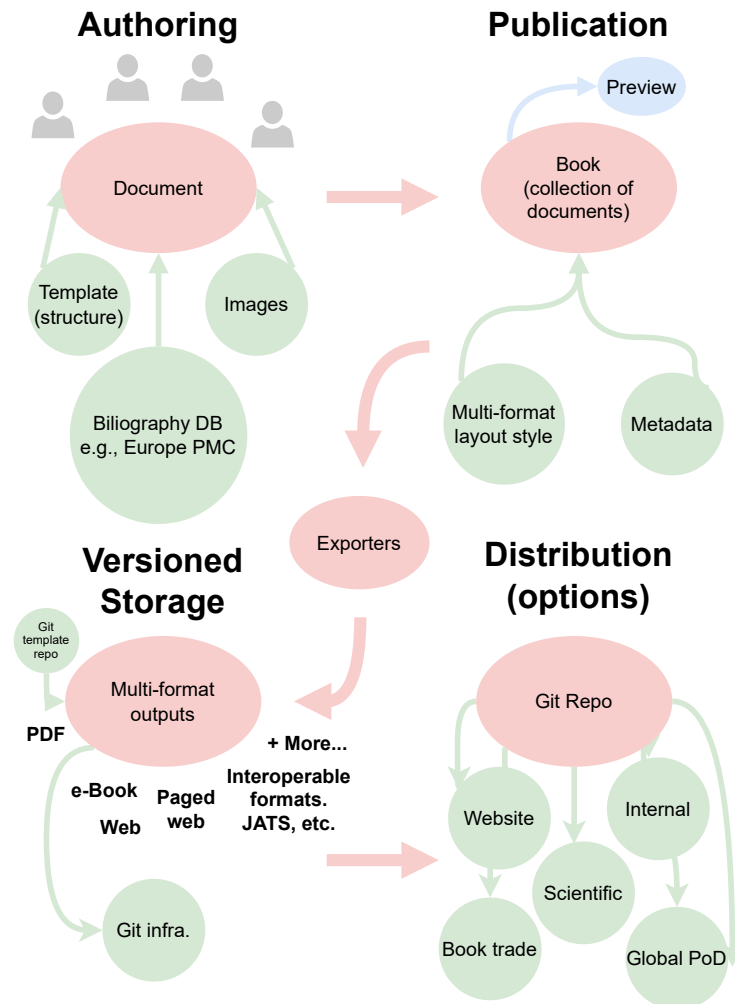 Authoring
Document
Template
(structure)
Images
Biliography DB
e.g., Europe PMC
Publication
Preview
Book
(collection of
documents)
Multi-format
layout style
Metadata
Exporters
Versioned
Storage
Git
template
repo
Multi-format
outputs
PDF
e-Book
Web
Paged
web
+ More...
Interoperable
formats.
JATS, etc.
Git infra.
Distribution
(options)
Git Repo
Website
Internal
Scientific
Book trade
Global PoD